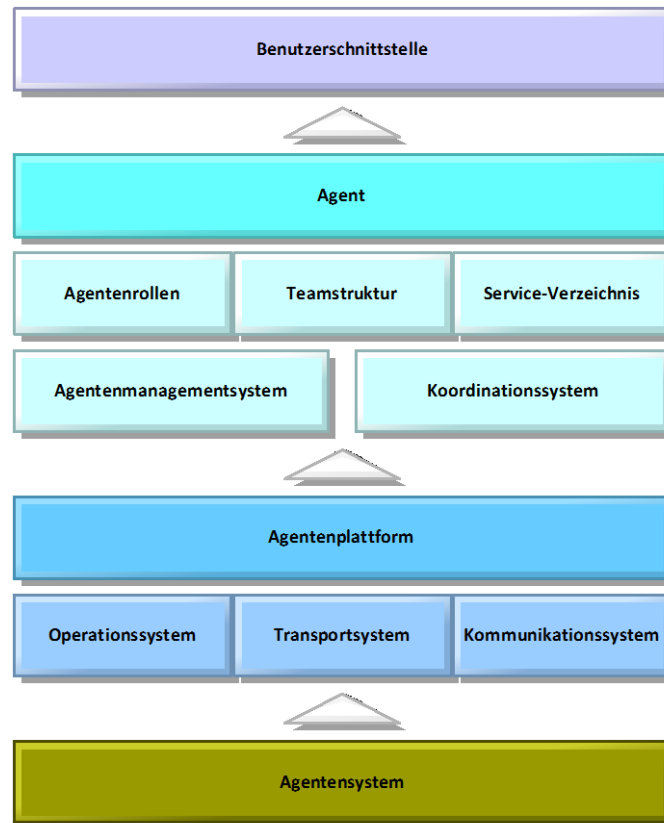 Benutzerschnittstelle
Agent
Agentenrollen
Teamstruktur
Service-Verzeichnis
Agentenmanagementsystem
Koordinationssystem
Agentenplattform
Operationssystem
Transportsystem
Kommunikationssystem
Agentensystem